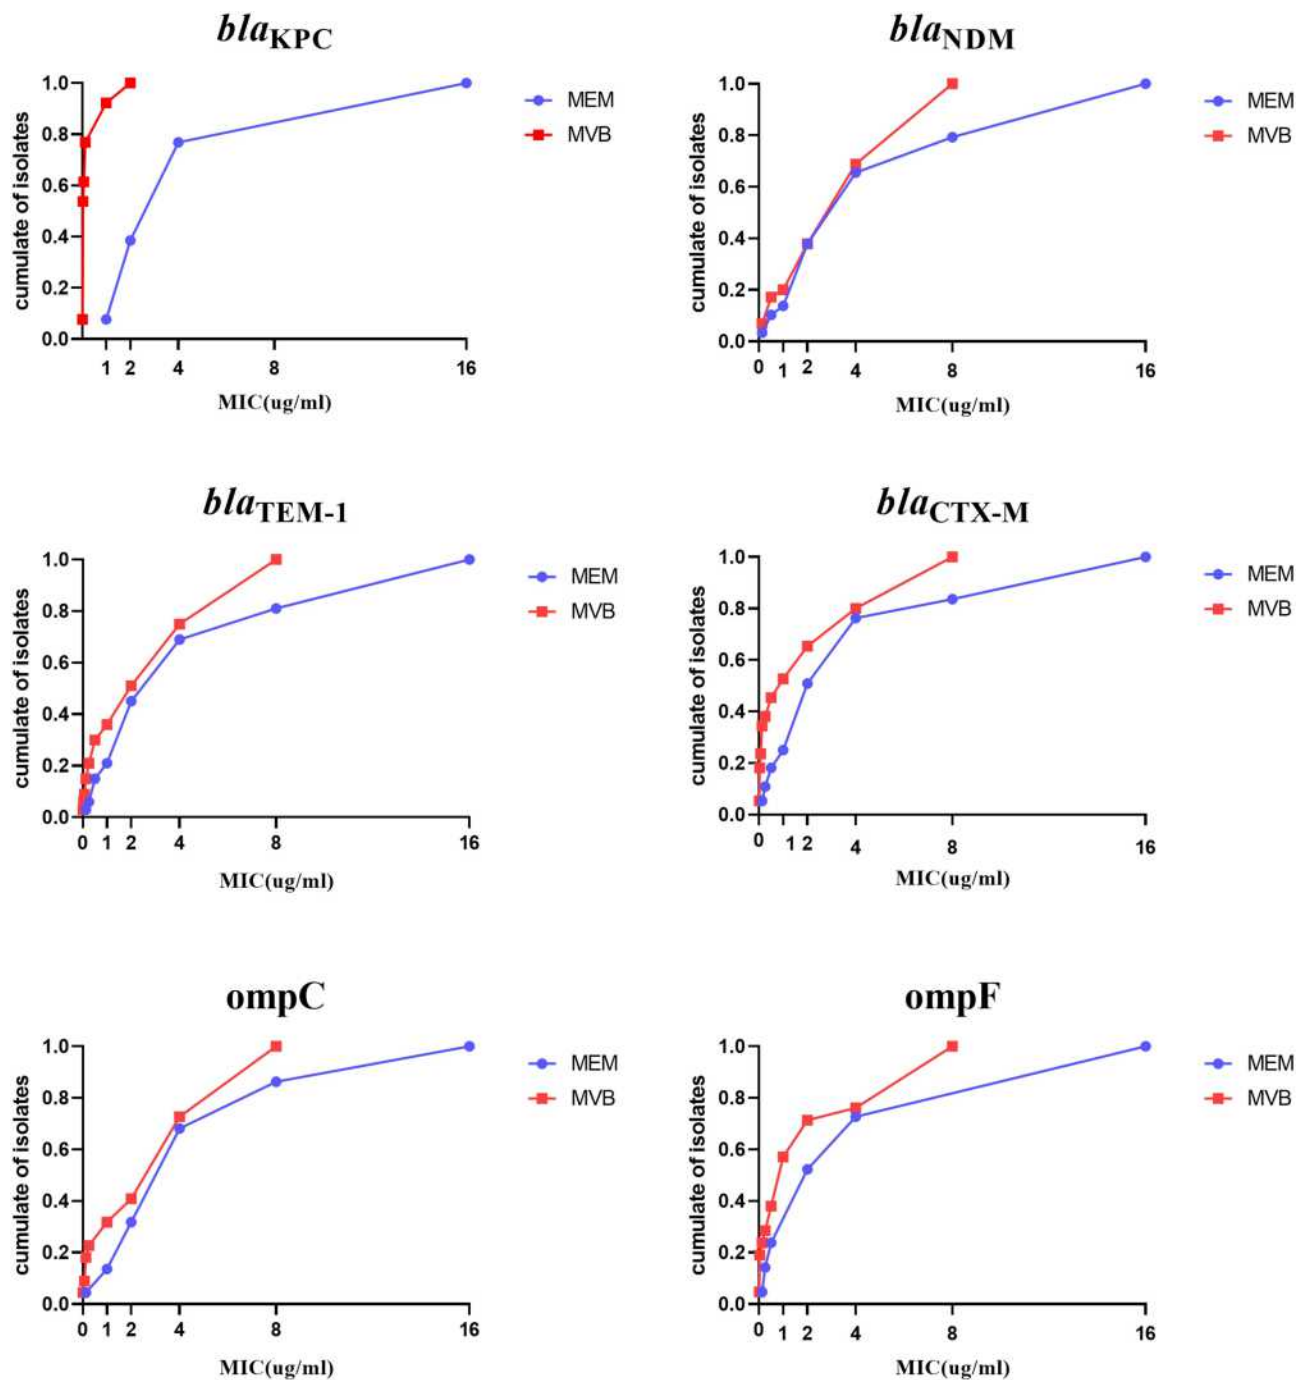 blaKPC
1.0
0.8
0.6
0.4
0.2
0.0
cumulate of isolates
1 2 4 8 16
MIC(ug/ml)
MEM
MVB
blaNDM
1.0
0.8
0.6
0.4
0.2
0.0
cumulate of isolates
0 1 2 4 8 16
MIC(ug/ml)
MEM
MVB
blaTEM-1
1.0
0.8
0.6
0.4
0.2
0.0
cumulate of isolates
0 1 2 4 8 16
MIC(ug/ml)
MEM
MVB
blaCTX-M
1.0
0.8
0.6
0.4
0.2
0.0
cumulate of isolates
0 1 2 4 8 16
MIC(ug/ml)
MEM
MVB
ompC
1.0
0.8
0.6
0.4
0.2
0.0
cumulate of isolates
0 1 2 4 8 16
MIC(ug/ml)
MEM
MVB
ompF
1.0
0.8
0.6
0.4
0.2
0.0
cumulate of isolates
0 1 2 4 8 16
MIC(ug/ml)
MEM
MVB